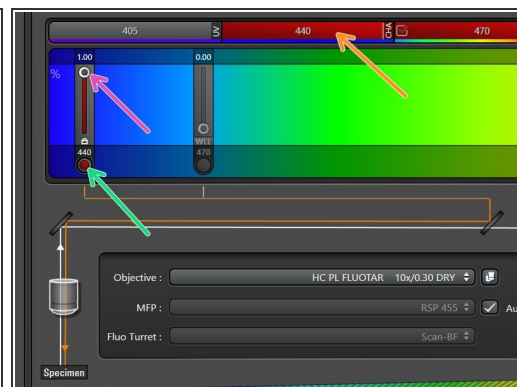 405 UV 440 CHA 470
1.00 0.00
%
WLL
440 470
Objective : HC PL FLUOTAR 10x/0.30 DRY
MFP : RSP 455 Au
Fluo Turret : Scan-BF
Specimen